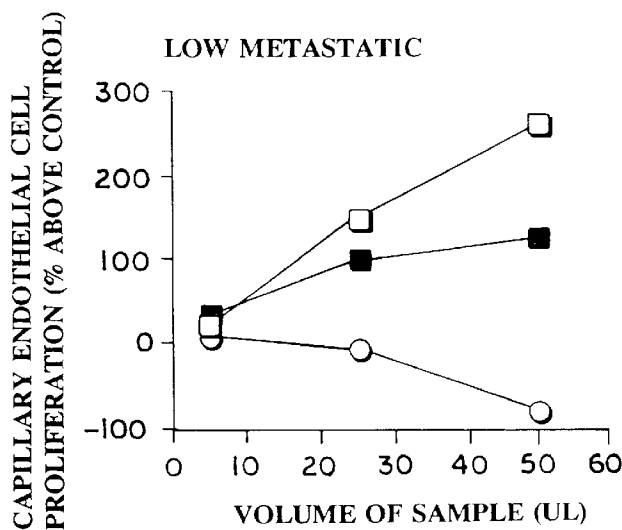 LOW METASTATIC
CAPILLARY ENDOTHELIAL CELL
PROLIFERATION (% ABOVE CONTROL)
300
200
100
0
-100
0 10 20 30 40 50 60
VOLUME OF SAMPLE (UL)